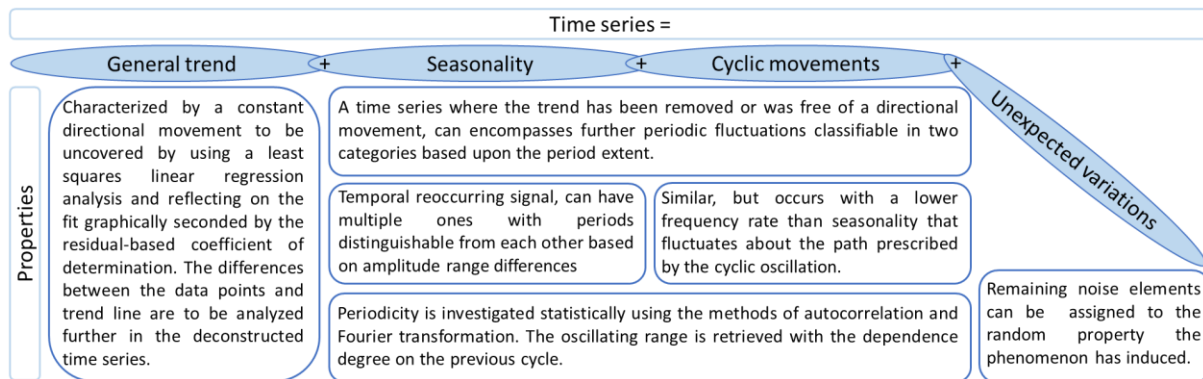 Time series =
General trend
+
Seasonality
+
Cyclic movements
+
Unexpected variations
Properties
Characterized by a constant
directional movement to be
uncovered by using a least
squares linear regression
analysis and reflecting on the
fit graphically seconded by the
residual-based coefficient of
determination. The differences
between the data points and
trend line are to be analyzed
further in the deconstructed
time series.
A time series where the trend has been removed or was free of a directional
movement, can encompasses further periodic fluctuations classifiable in two
categories based upon the period extent.
Temporal reoccurring signal, can have
multiple ones with periods
distinguishable from each other based
on amplitude range differences
Similar, but occurs with a lower
frequency rate than seasonality that
fluctuates about the path prescribed
by the cyclic oscillation.
Periodicity is investigated statistically using the methods of autocorrelation and
Fourier transformation. The oscillating range is retrieved with the dependence
degree on the previous cycle.
Remaining noise elements
can be assigned to the
random property the
phenomenon has induced.